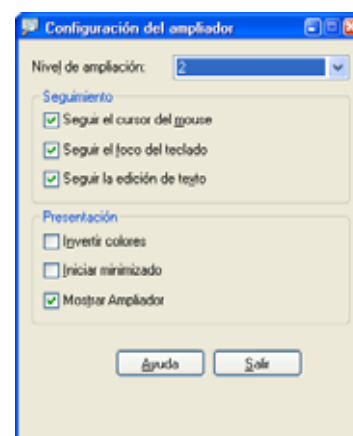 Configuración del ampliador
Nivel de ampliación: 2
Seguimiento
Seguir el cursor del mouse
Seguir el foco del teclado
Seguir la edición de texto
Presentación
Invertir colores
Iniciar minimizado
Mostrar Ampliador
Ayuda Salir